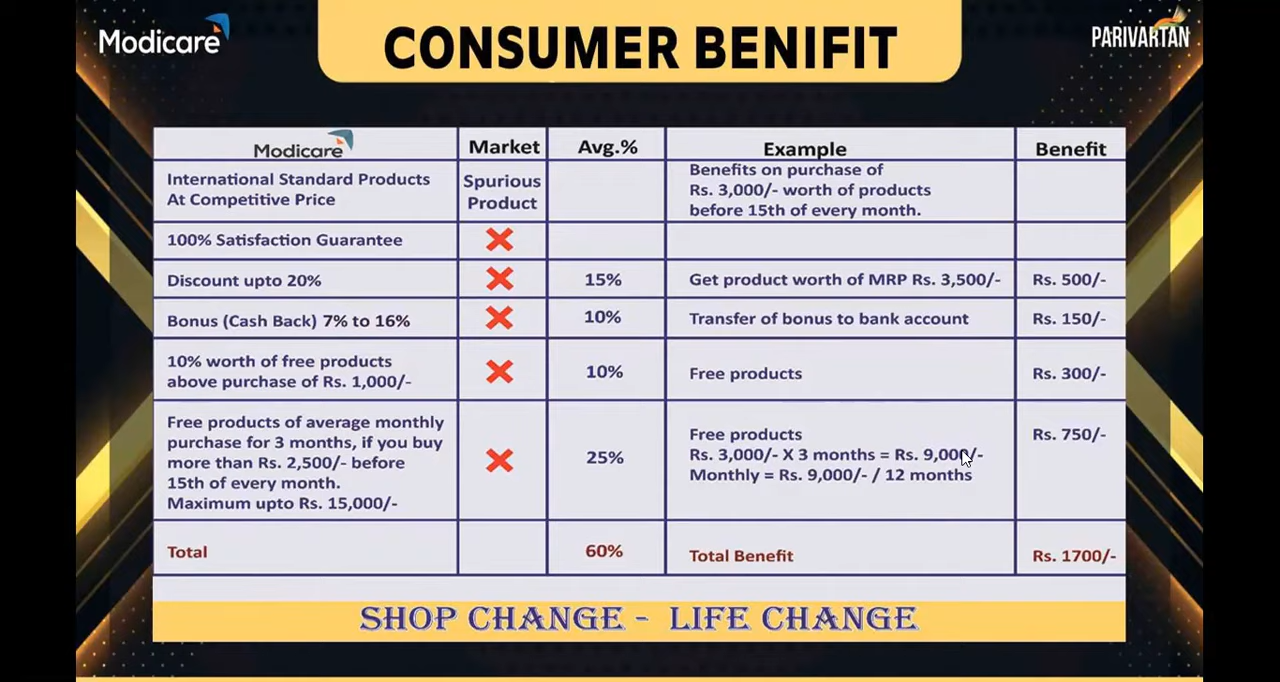 Modicare
CONSUMER BENIFIT
PARIVARTAN
Modicare
Market
Avg.%
Example
Benefit
International Standard Products
At Competitive Price
Spurious
Product
Benefits on purchase of
Rs. 3,000/- worth of products
before 15th of every month.
100% Satisfaction Guarantee
Discount upto 20%
15%
Get product worth of MRP Rs. 3,500/-
Rs. 500/-
Bonus (Cash Back) 7% to 16%
10%
Transfer of bonus to bank account
Rs. 150/-
10% worth of free products
above purchase of Rs. 1,000/-
10%
Free products
Rs. 300/-
Free products of average monthly
purchase for 3 months, if you buy
more than Rs. 2,500/- before
15th of every month.
Maximum upto Rs. 15,000/-
25%
Free products
Rs. 3,000/- X 3 months = Rs. 9,000/-
Monthly = Rs. 9,000/- / 12 months
Rs. 750/-
Total
60%
Total Benefit
Rs. 1700/-
SHOP CHANGE - LIFE CHANGE